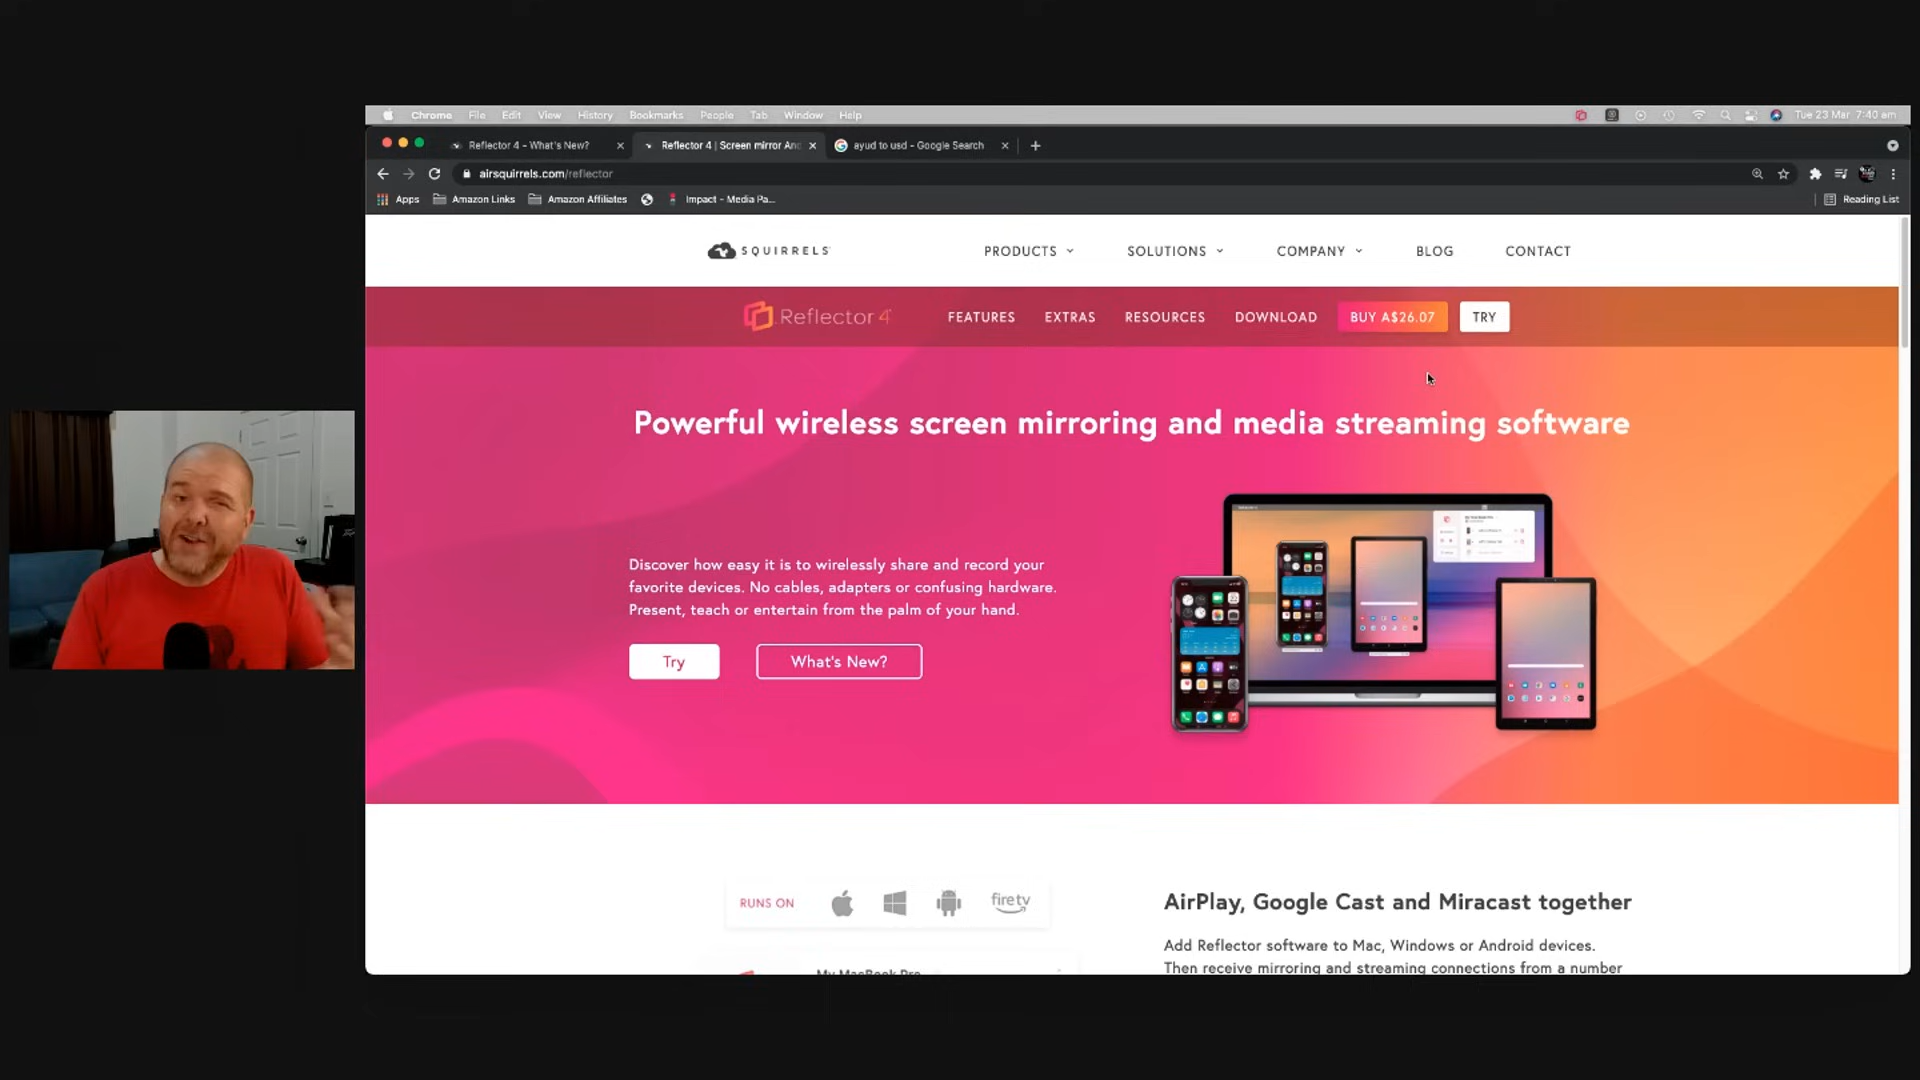 Chrome File Edit View History Bookmarks People Tab Window Help Tue 23 Mar 7:40 am
Reflector 4 - What's New? Reflector 4 | Screen mirror And ayud to usd - Google Search
airsquirrels.com/reflector
Apps Amazon Links Amazon Affiliates Impact - Media Pa... Reading List
SQUIRRELS PRODUCTS SOLUTIONS COMPANY BLOG CONTACT
Reflector 4 FEATURES EXTRAS RESOURCES DOWNLOAD BUY A$26.07 TRY
Powerful wireless screen mirroring and media streaming software
Discover how easy it is to wirelessly share and record your
favorite devices. No cables, adapters or confusing hardware.
Present, teach or entertain from the palm of your hand.
Try What's New?
RUNS ON fire tv
My MacBook Pro
AirPlay, Google Cast and Miracast together
Add Reflector software to Mac, Windows or Android devices.
Then receive mirroring and streaming connections from a number